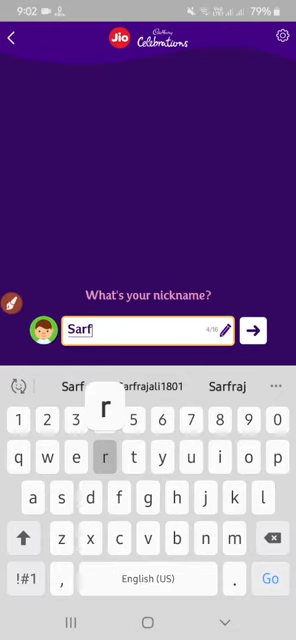 9:02 79%
Jio Cadbury Celebrations
What's your nickname?
Sarf 4/16
Sarf Sarfrajali1801 Sarfraj
r
1 2 3 5 6 7 8 9 0
q w e r t y u i o p
a s d f g h j k l
z x c v b n m
!#1 , English (US) . Go